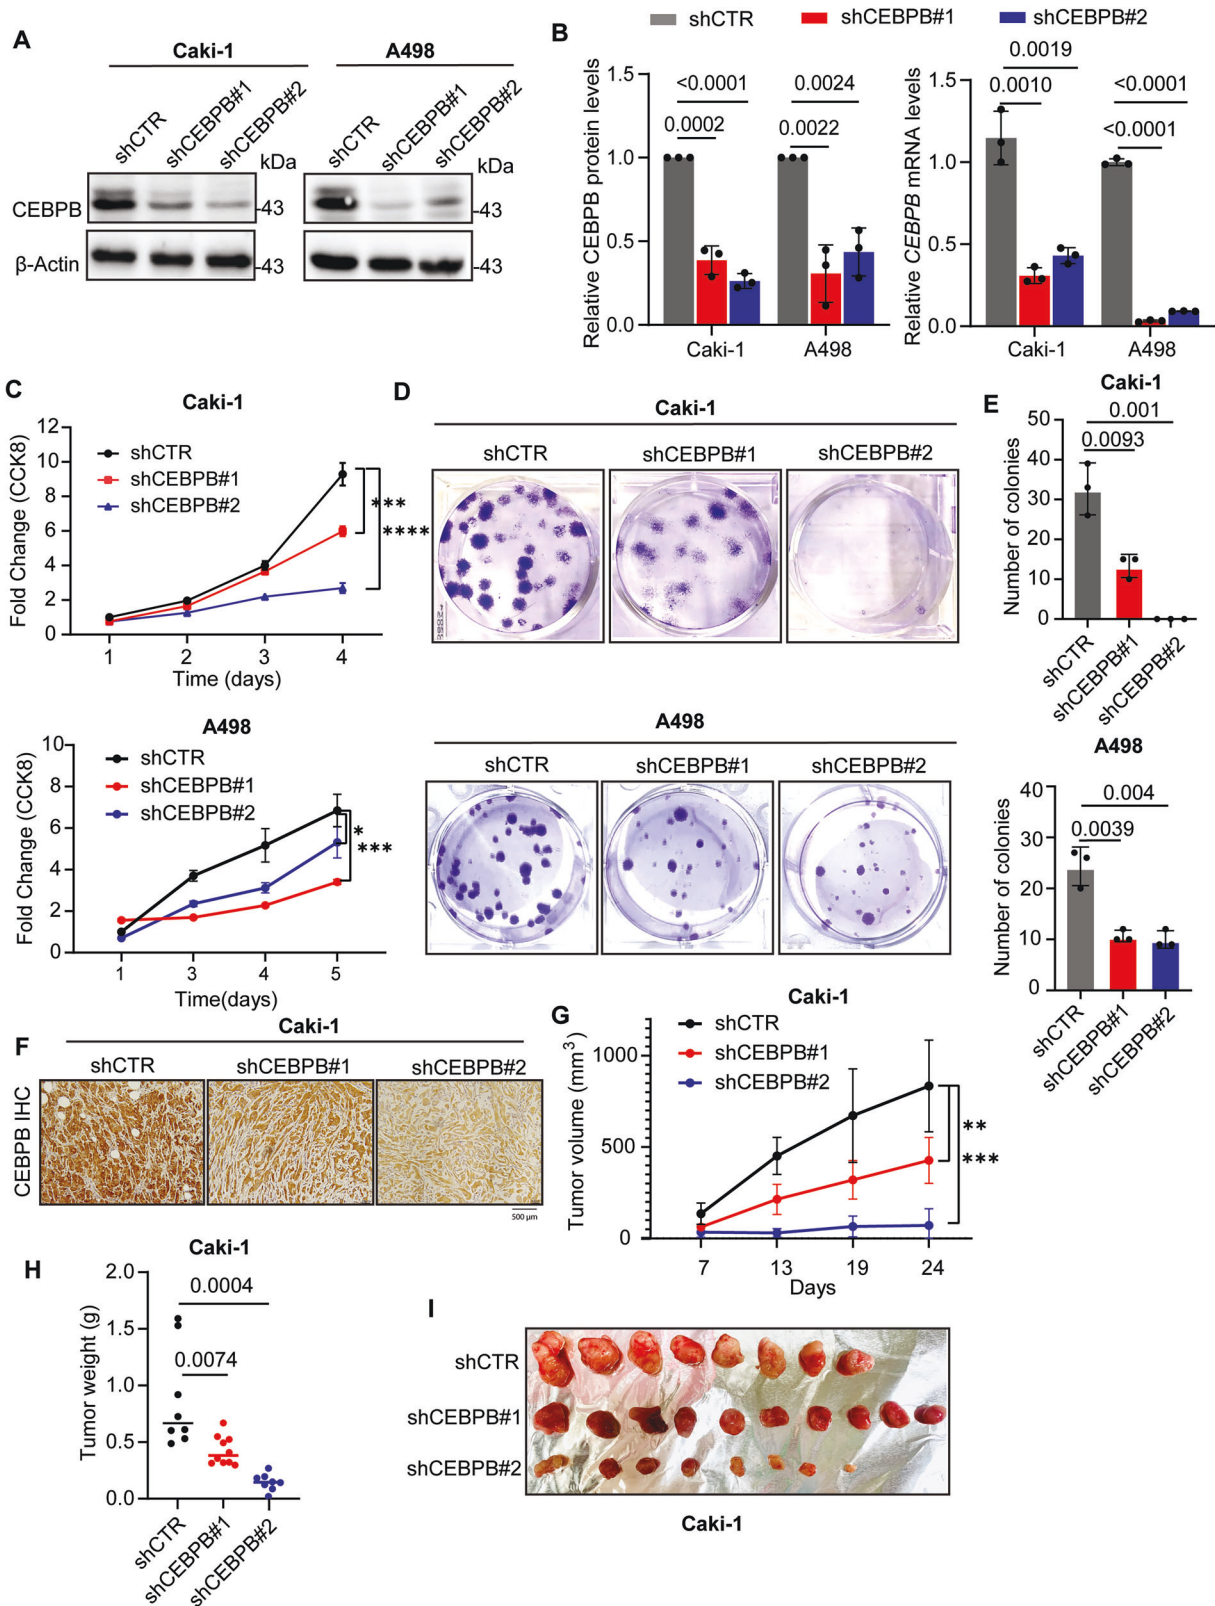 shCTR shCEBPB#1 shCEBPB#2
A
Caki-1 A498
shCTR shCEBPB#1 shCEBPB#2 kDa shCTR shCEBPB#1 shCEBPB#2 kDa
CEBPB -43 -43
β-Actin -43 -43
B
Relative CEBPB protein levels
1.5
1.0
0.5
0.0
<0.0001 0.0024
0.0002 0.0022
Caki-1 A498
Relative CEBPB mRNA levels
1.5
1.0
0.5
0.0
0.0019
0.0010 <0.0001
<0.0001
Caki-1 A498
C
Caki-1
Fold Change (CCK8)
12
10
8
6
4
2
0
shCTR
shCEBPB#1
shCEBPB#2
***
****
1 2 3 4
Time (days)
A498
Fold Change (CCK8)
10
8
6
4
2
0
shCTR
shCEBPB#1
shCEBPB#2
*
***
1 3 4 5
Time(days)
D
Caki-1
shCTR shCEBPB#1 shCEBPB#2
A498
shCTR shCEBPB#1 shCEBPB#2
E
Caki-1
Number of colonies
50
40
30
20
10
0
0.001
0.0093
shCTR shCEBPB#1 shCEBPB#2
A498
Number of colonies
40
30
20
10
0
0.004
0.0039
shCTR shCEBPB#1 shCEBPB#2
F
Caki-1
shCTR shCEBPB#1 shCEBPB#2
CEBPB IHC
500 μm
G
Caki-1
Tumor volume (mm³)
1000
500
0
shCTR
shCEBPB#1
shCEBPB#2
**
***
7 13 19 24
Days
H
Caki-1
Tumor weight (g)
2.0
1.5
1.0
0.5
0.0
0.0004
0.0074
shCTR shCEBPB#1 shCEBPB#2
I
shCTR
shCEBPB#1
shCEBPB#2
Caki-1